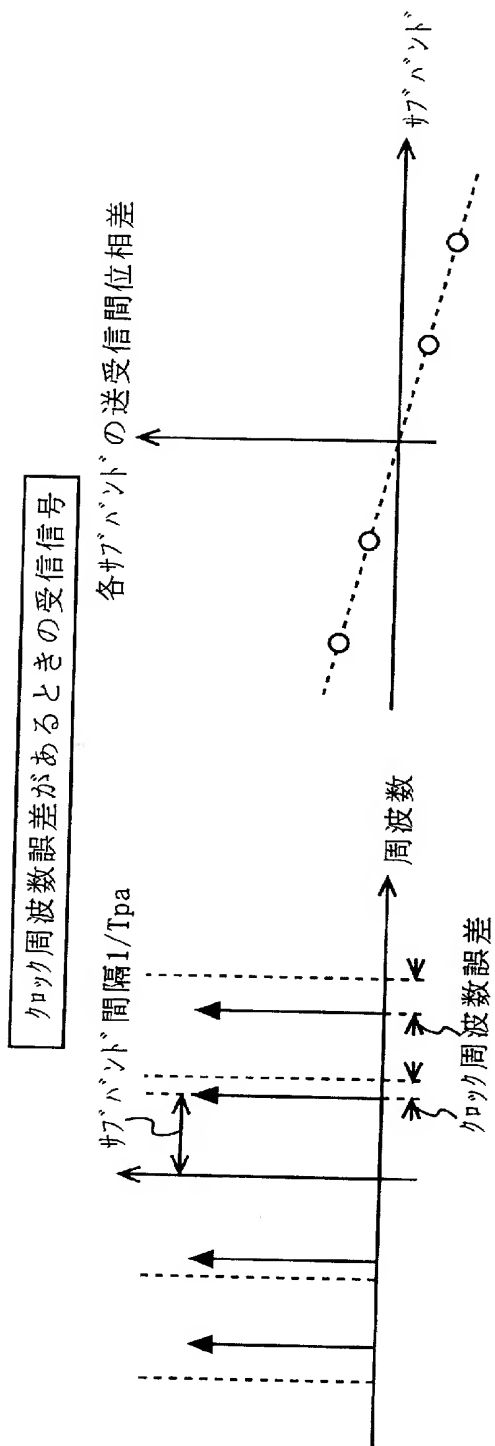 クロック周波数誤差があるときの受信信号
サブバンド間隔1/Tpa
周波数
クロック周波数誤差
各サブバンドの送受信間位相差
サブバンド